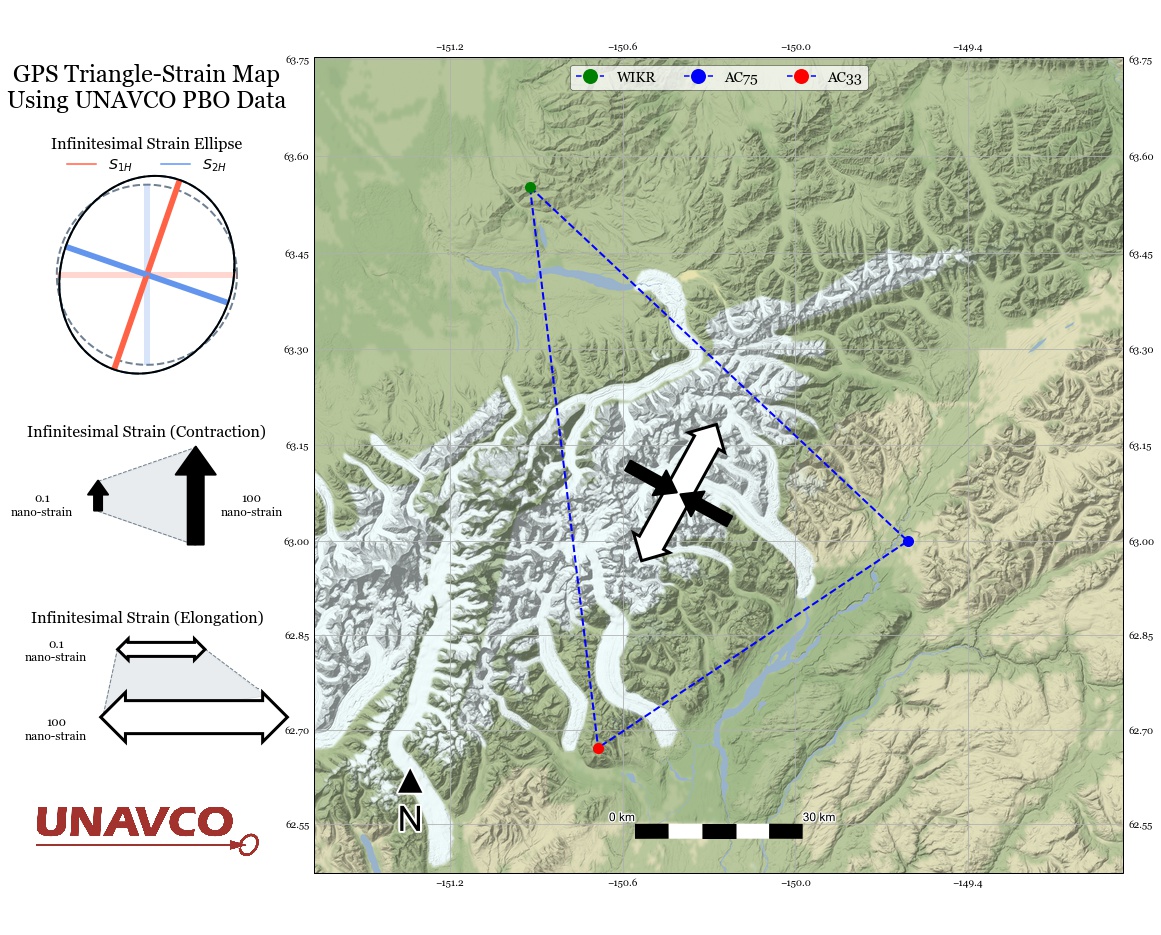 GPS Triangle-Strain Map
Using UNAVCO PBO Data
Infinitesimal Strain Ellipse
S1H S2H
Infinitesimal Strain (Contraction)
0.1
nano-strain
100
nano-strain
Infinitesimal Strain (Elongation)
0.1
nano-strain
100
nano-strain
UNAVCO
−151.2 −150.6 −150.0 −149.4
WIKR AC75 AC33
63.75 63.75
63.60 63.60
63.45 63.45
63.30 63.30
63.15 63.15
63.00 63.00
62.85 62.85
62.70 62.70
62.55 62.55
N
0 km 30 km
−151.2 −150.6 −150.0 −149.4